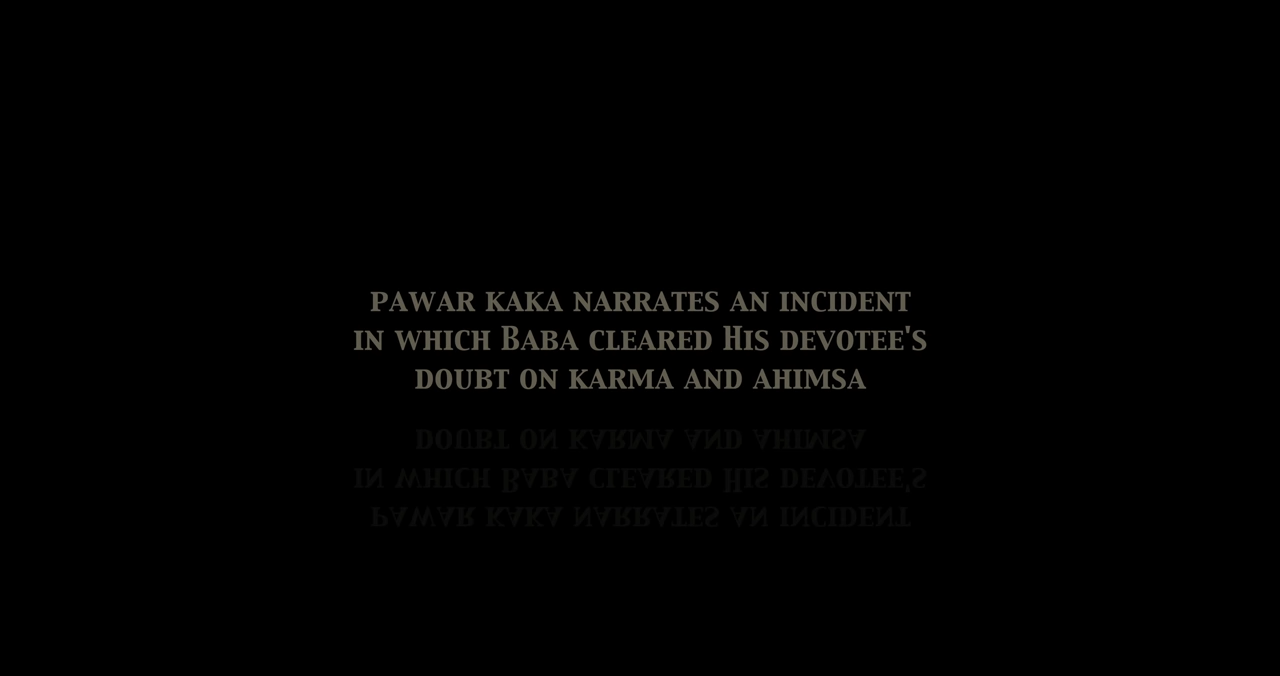 PAWAR KAKA NARRATES AN INCIDENT
IN WHICH BABA CLEARED HIS DEVOTEE'S
DOUBT ON KARMA AND AHIMSA